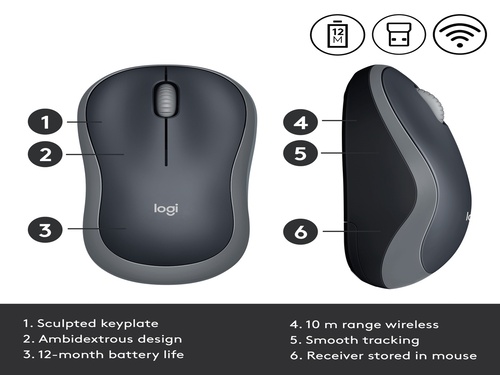 12
M
1
2
3
logi
4
5
6
1. Sculpted keyplate
2. Ambidextrous design
3. 12-month battery life
4. 10 m range wireless
5. Smooth tracking
6. Receiver stored in mouse